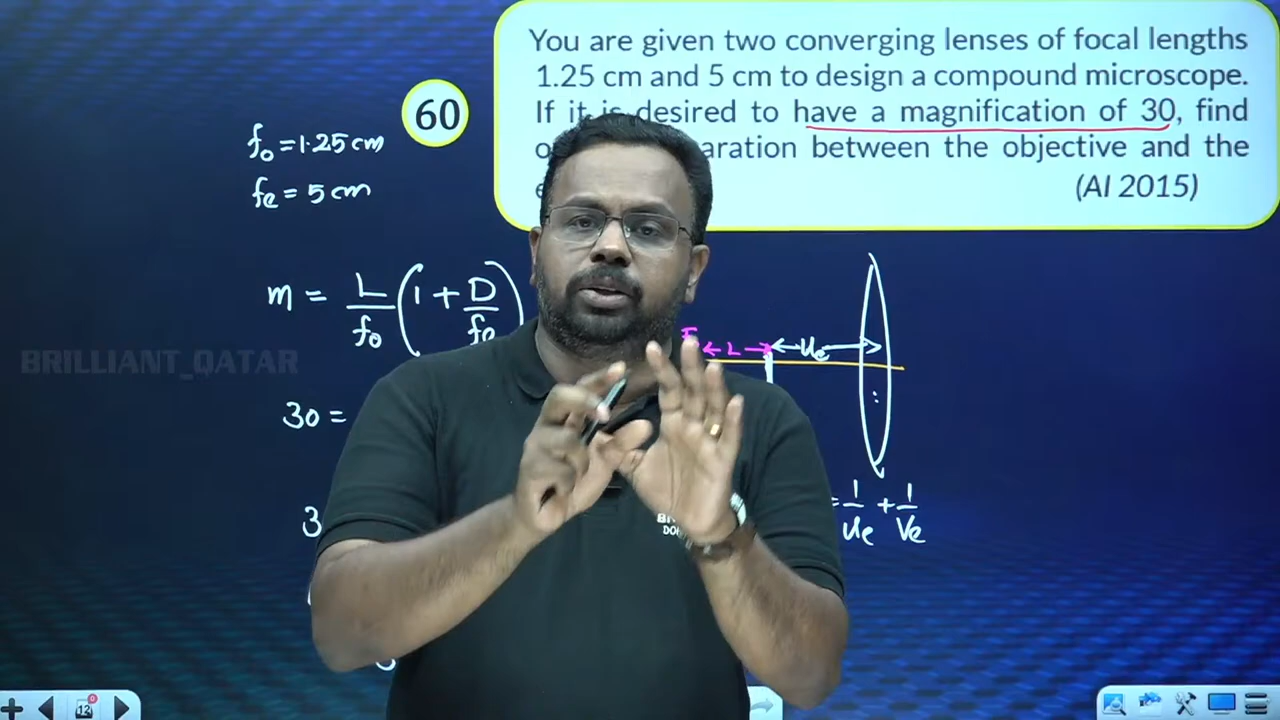 You are given two converging lenses of focal lengths
1.25 cm and 5 cm to design a compound microscope.
If it is desired to have a magnification of 30, find
aration between the objective and the
(AI 2015)
60
f₀ = 1.25 cm
fe = 5 cm
m = L/f₀ (1 + D/fe)
L
Ue
BRILLIANT_QATAR
30 =
3
= 1/Ue + 1/Ve
12